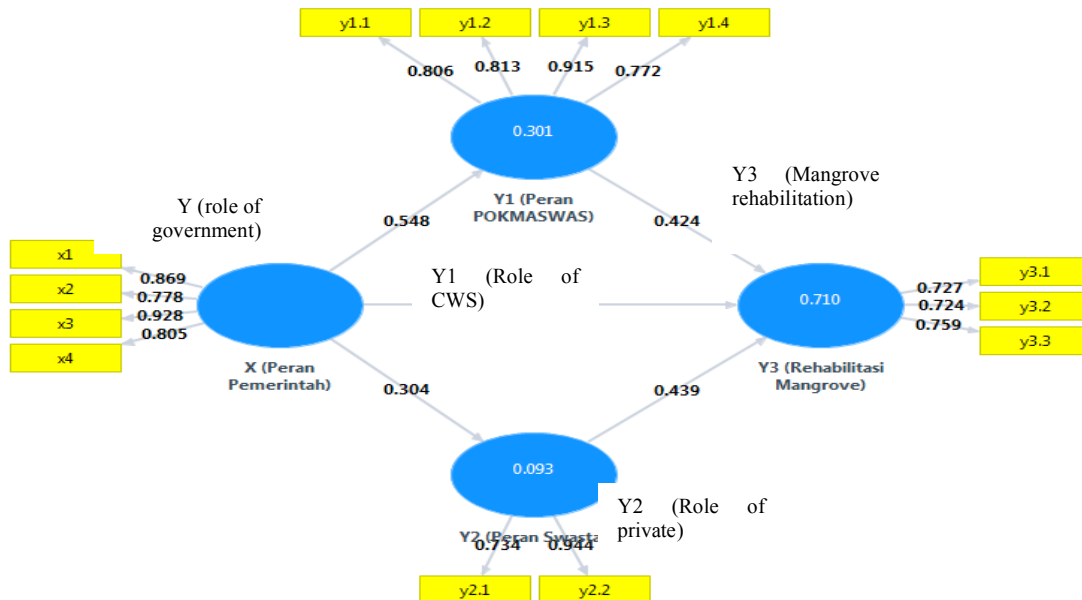 y1.1
y1.2
y1.3
y1.4
0.806
0.813
0.915
0.772
0.301
Y1 (Peran
POKMASWAS)
Y3 (Mangrove
rehabilitation)
Y (role of
government)
0.548
0.424
x1
x2
x3
x4
0.869
0.778
0.928
0.805
X (Peran
Pemerintah)
Y1 (Role of
CWS)
0.710
Y3 (Rehabilitasi
Mangrove)
0.727
0.724
0.759
y3.1
y3.2
y3.3
0.304
0.439
0.093
Y2 (Peran Swasta
Y2 (Role of
private)
0.734
0.944
y2.1
y2.2